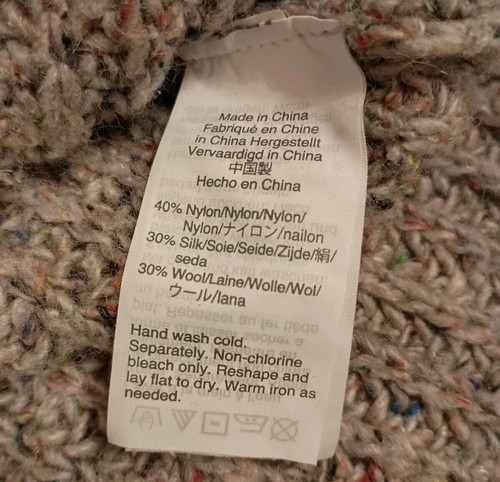 Made in China
Fabriqué en Chine
in China Hergestellt
Vervaardigd in China
中国製
Hecho en China
40% Nylon/Nylon/Nylon/
Nylon/ナイロン/nailon
30% Silk/Soie/Seide/Zijde/絹/
seda
30% Wool/Laine/Wolle/Wol/
ウール/lana
Hand wash cold.
Separately. Non-chlorine
bleach only. Reshape and
lay flat to dry. Warm iron as
needed.